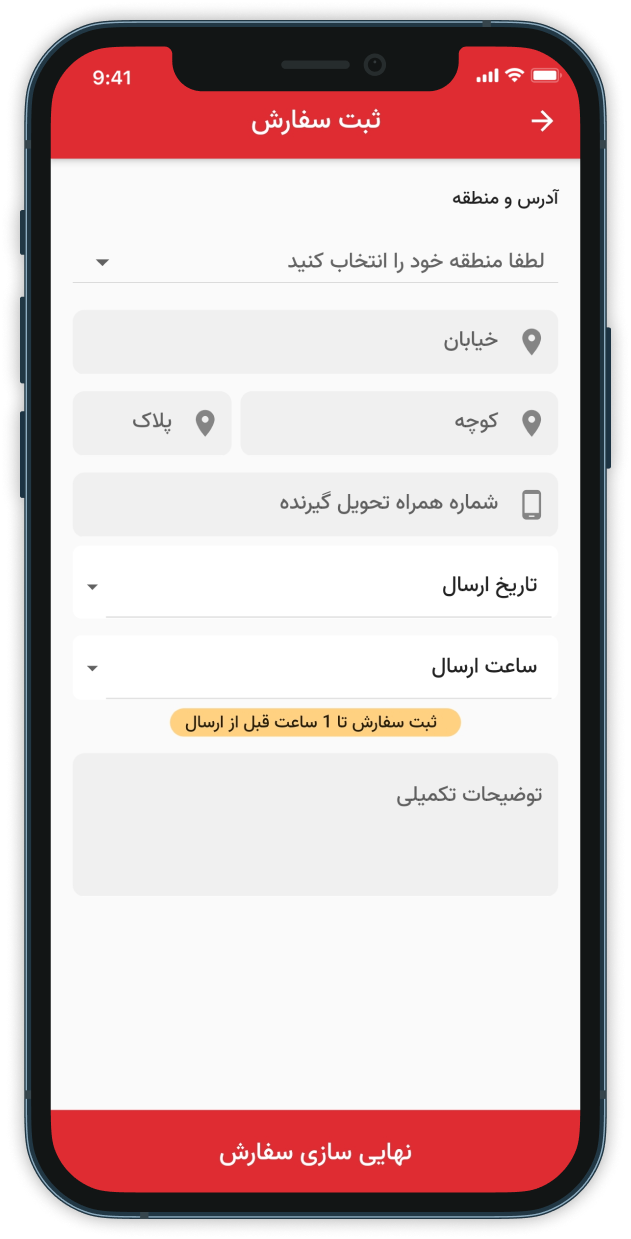 9:41
ثبت سفارش
آدرس و منطقه
لطفا منطقه خود را انتخاب کنید
خیابان
کوچه
پلاک
شماره همراه تحویل گیرنده
تاریخ ارسال
ساعت ارسال
ثبت سفارش تا 1 ساعت قبل از ارسال
توضیحات تکمیلی
نهایی سازی سفارش